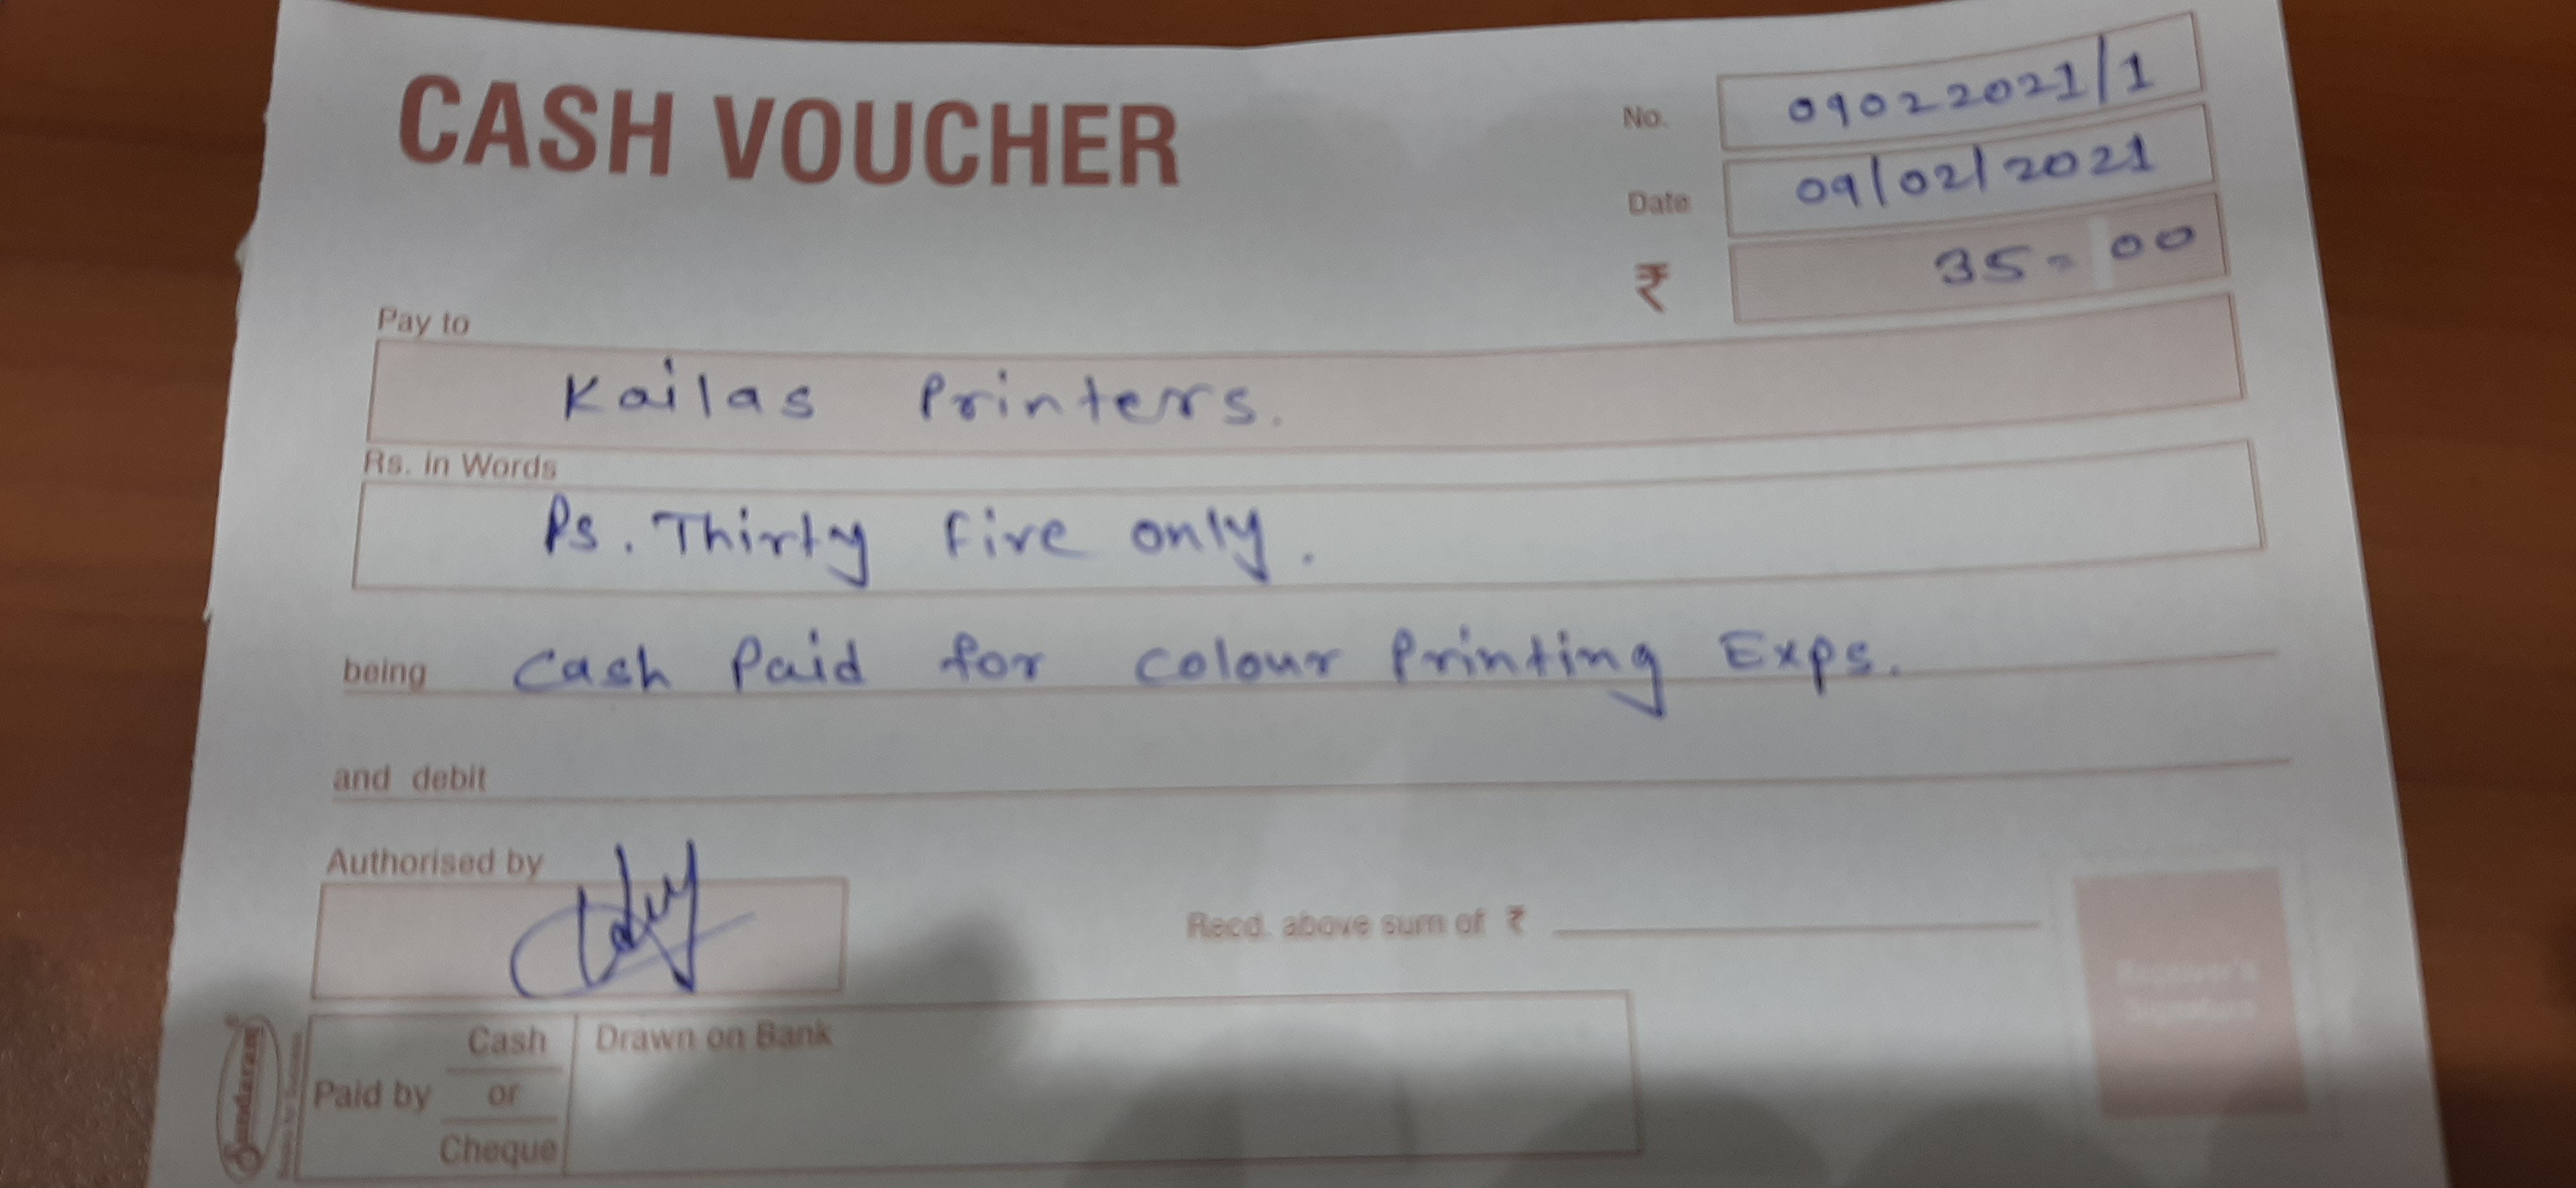 CASH VOUCHER
No. 09022021/1
Date 09/02/2021
₹ 35=00
Pay to
Kailas Printers.
Rs. in Words
Rs. Thirty Five only.
being Cash Paid for colour Printing Exps.
and debit
Authorised by
Recd. above sum of ₹
Sundaram
Paid by Cash or Cheque
Drawn on Bank
Receiver's Signature